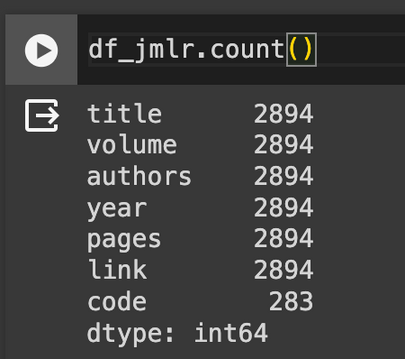 df_jmlr.count()
title 2894
volume 2894
authors 2894
year 2894
pages 2894
link 2894
code 283
dtype: int64